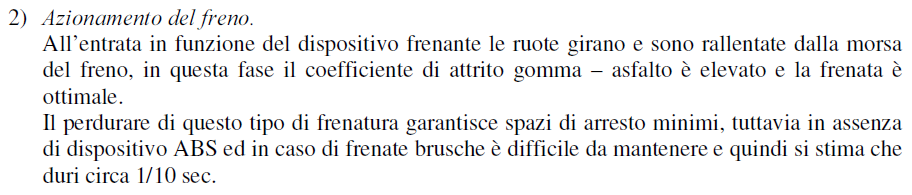 2) Azionamento del freno.
All'entrata in funzione del dispositivo frenante le ruote girano e sono rallentate dalla morsa
del freno, in questa fase il coefficiente di attrito gomma – asfalto è elevato e la frenata è
ottimale.
Il perdurare di questo tipo di frenatura garantisce spazi di arresto minimi, tuttavia in assenza
di dispositivo ABS ed in caso di frenate brusche è difficile da mantenere e quindi si stima che
duri circa 1/10 sec.